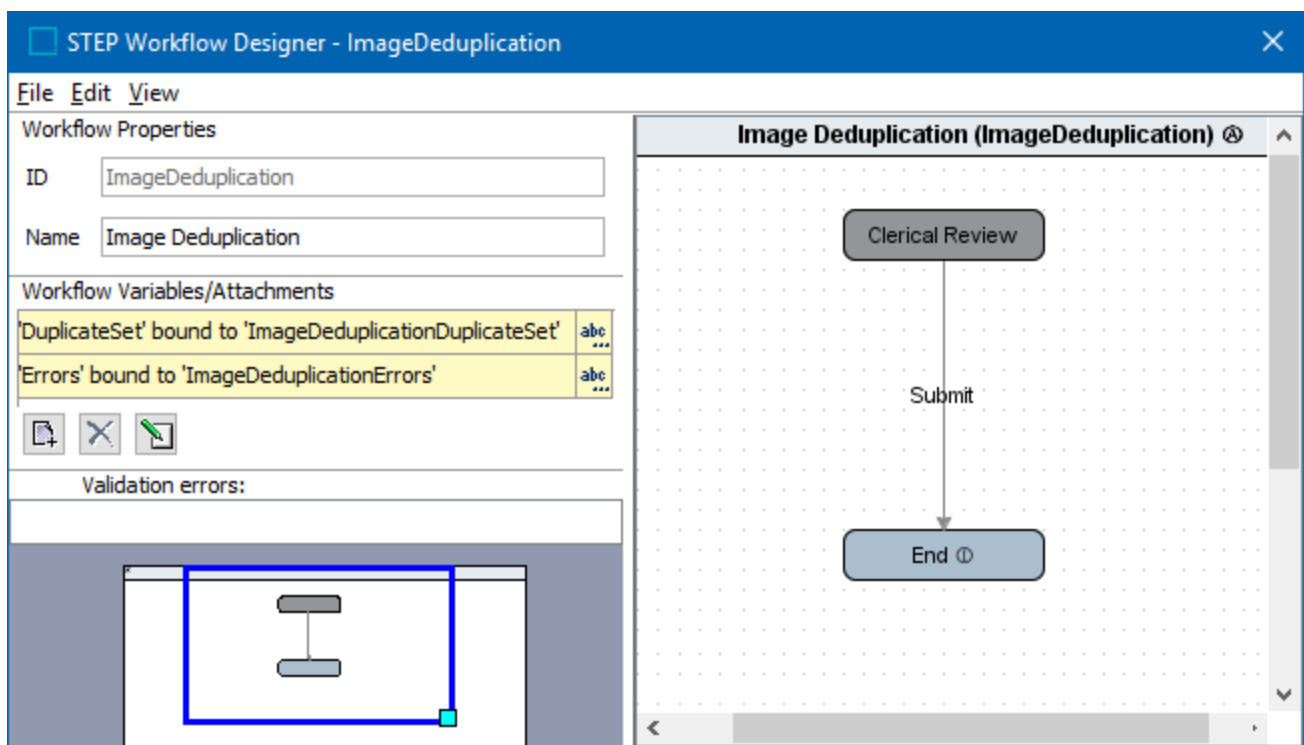 STEP Workflow Designer - ImageDeduplication
File Edit View
Workflow Properties
ID ImageDeduplication
Name Image Deduplication
Workflow Variables/Attachments
'DuplicateSet' bound to 'ImageDeduplicationDuplicateSet' abc...
'Errors' bound to 'ImageDeduplicationErrors' abc...
Validation errors:
Image Deduplication (ImageDeduplication) Ⓐ
Clerical Review
Submit
End Ⓘ